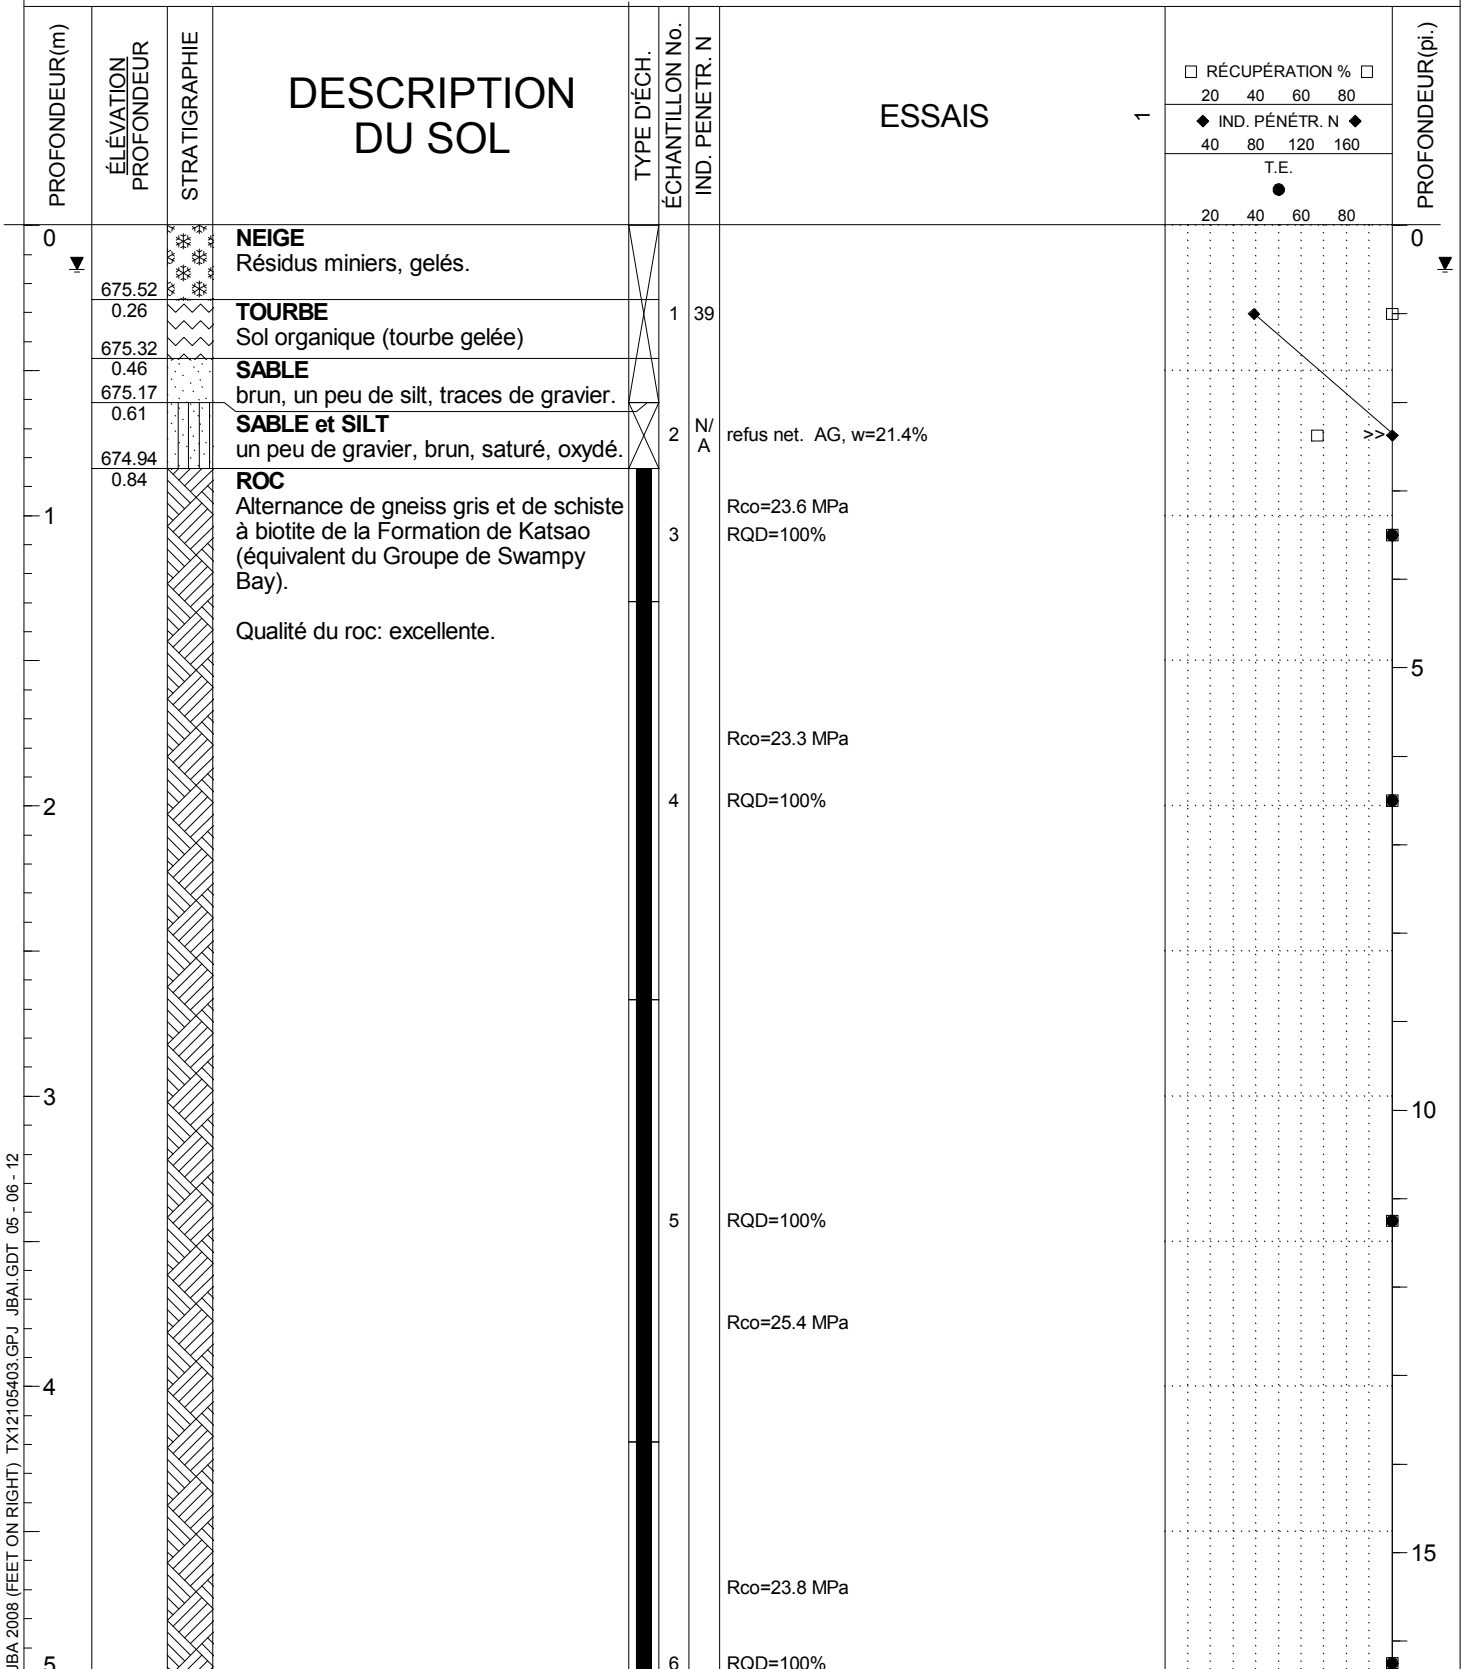 PROFONDEUR(m)
ÉLÉVATION
PROFONDEUR
STRATIGRAPHIE
DESCRIPTION
DU SOL
TYPE D'ÉCH.
ÉCHANTILLON No.
IND. PENETR. N
ESSAIS
1
RÉCUPÉRATION %
20 40 60 80
IND. PÉNÉTR. N
40 80 120 160
T.E.
20 40 60 80
PROFONDEUR(pi.)
0
NEIGE
0
Résidus miniers, gelés.
675.52
0.26
TOURBE
1 39
Sol organique (tourbe gelée)
675.32
0.46
SABLE
675.17
brun, un peu de silt, traces de gravier.
0.61
SABLE et SILT
2 N/A refus net. AG, w=21.4% >>
un peu de gravier, brun, saturé, oxydé.
674.94
0.84
ROC
Alternance de gneiss gris et de schiste
Rco=23.6 MPa
1
à biotite de la Formation de Katsao
3 RQD=100%
(équivalent du Groupe de Swampy
Bay).
Qualité du roc: excellente.
5
Rco=23.3 MPa
2
4 RQD=100%
3
10
5 RQD=100%
Rco=25.4 MPa
4
15
Rco=23.8 MPa
5
6 RQD=100%
JBA 2008 (FEET ON RIGHT) TX12105403.GPJ JBAI.GDT 05 - 06 - 12